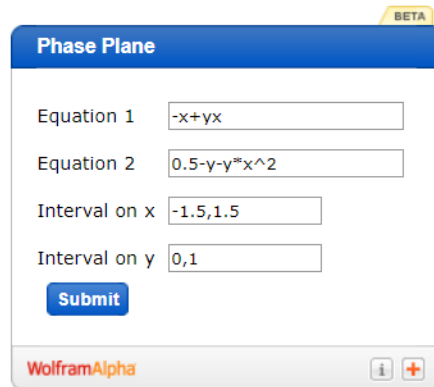 BETA
Phase Plane
Equation 1 -x+yx
Equation 2 0.5-y-y*x^2
Interval on x -1.5,1.5
Interval on y 0,1
Submit
WolframAlpha i +